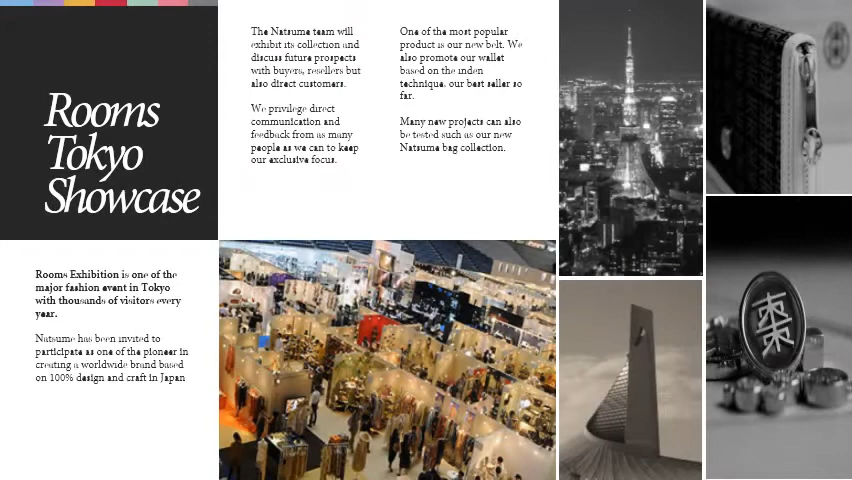 Rooms
Tokyo
Showcase
Rooms Exhibition is one of the
major fashion event in Tokyo
with thousands of visitors every
year.
Natsume has been invited to
participate as one of the pioneer in
creating a worldwide brand based
on 100% design and craft in Japan
The Natsume team will
exhibit its collection and
discuss future prospects
with buyers, resellers but
also direct customers.
We privilege direct
communication and
feedback from as many
people as we can to keep
our exclusive focus.
One of the most popular
product is our new belt. We
also promote our wallet
based on the inden
technique, our best seller so
far.
Many new projects can also
be tested such as our new
Natsume bag collection.
棗